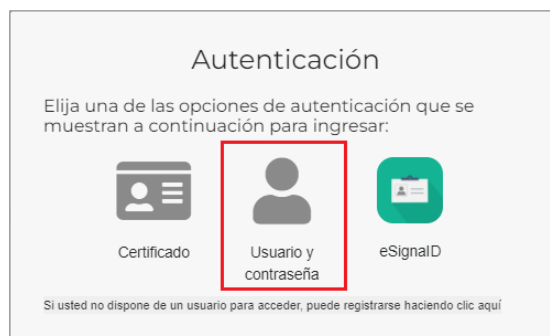 Autenticación
Elija una de las opciones de autenticación que se
muestran a continuación para ingresar:
Certificado
Usuario y
contraseña
eSignaID
Si usted no dispone de un usuario para acceder, puede registrarse haciendo clic aquí